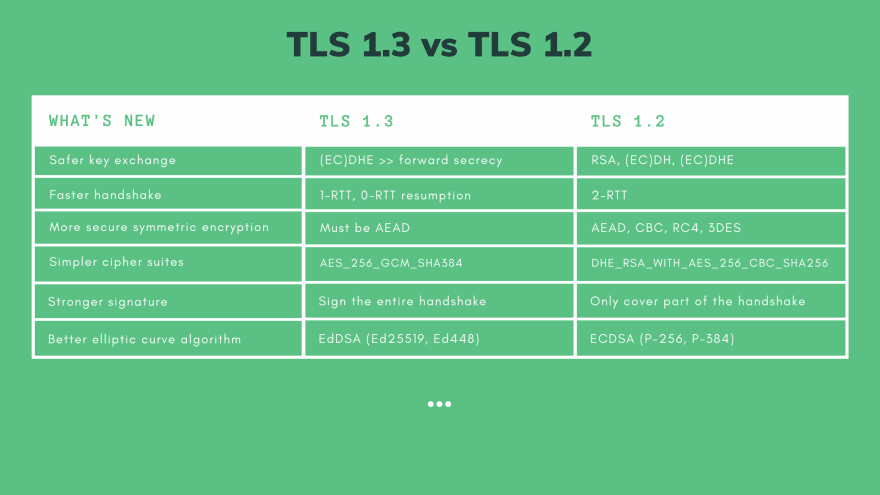 TLS 1.3 vs TLS 1.2
WHAT'S NEW TLS 1.3 TLS 1.2
Safer key exchange (EC)DHE >> forward secrecy RSA, (EC)DH, (EC)DHE
Faster handshake 1-RTT, 0-RTT resumption 2-RTT
More secure symmetric encryption Must be AEAD AEAD, CBC, RC4, 3DES
Simpler cipher suites AES_256_GCM_SHA384 DHE_RSA_WITH_AES_256_CBC_SHA256
Stronger signature Sign the entire handshake Only cover part of the handshake
Better elliptic curve algorithm EdDSA (Ed25519, Ed448) ECDSA (P-256, P-384)
...